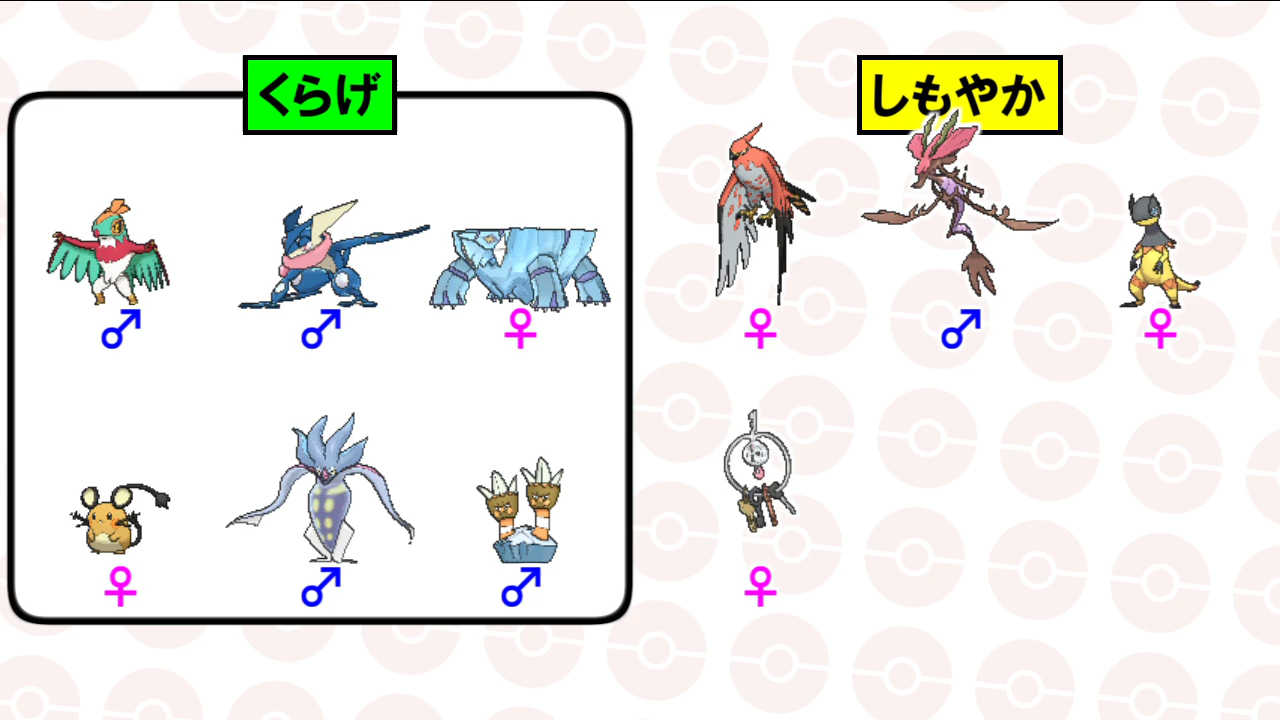 くらげ
しもやか
♂ ♂ ♀
♀ ♂ ♀
♀ ♂ ♂
♀